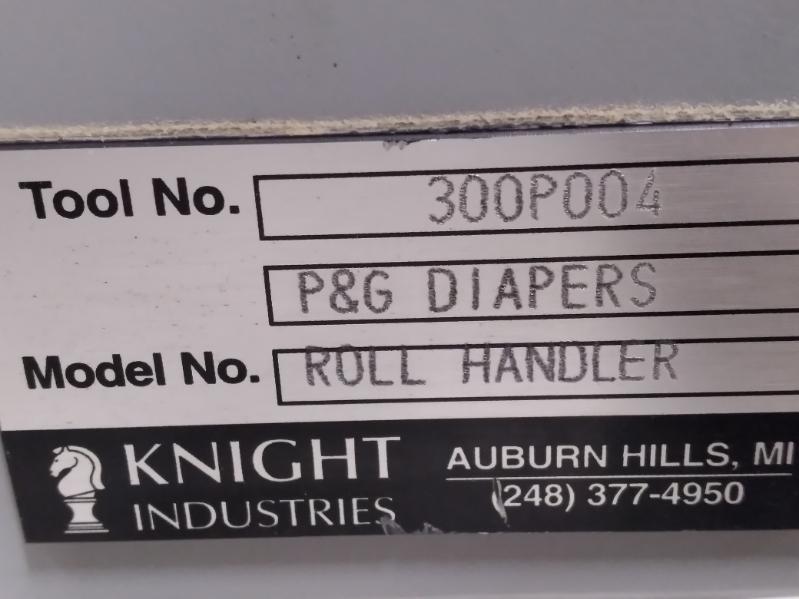 Tool No. 300P004
P&G DIAPERS
Model No. ROLL HANDLER
KNIGHT INDUSTRIES
AUBURN HILLS, MI
(248) 377-4950